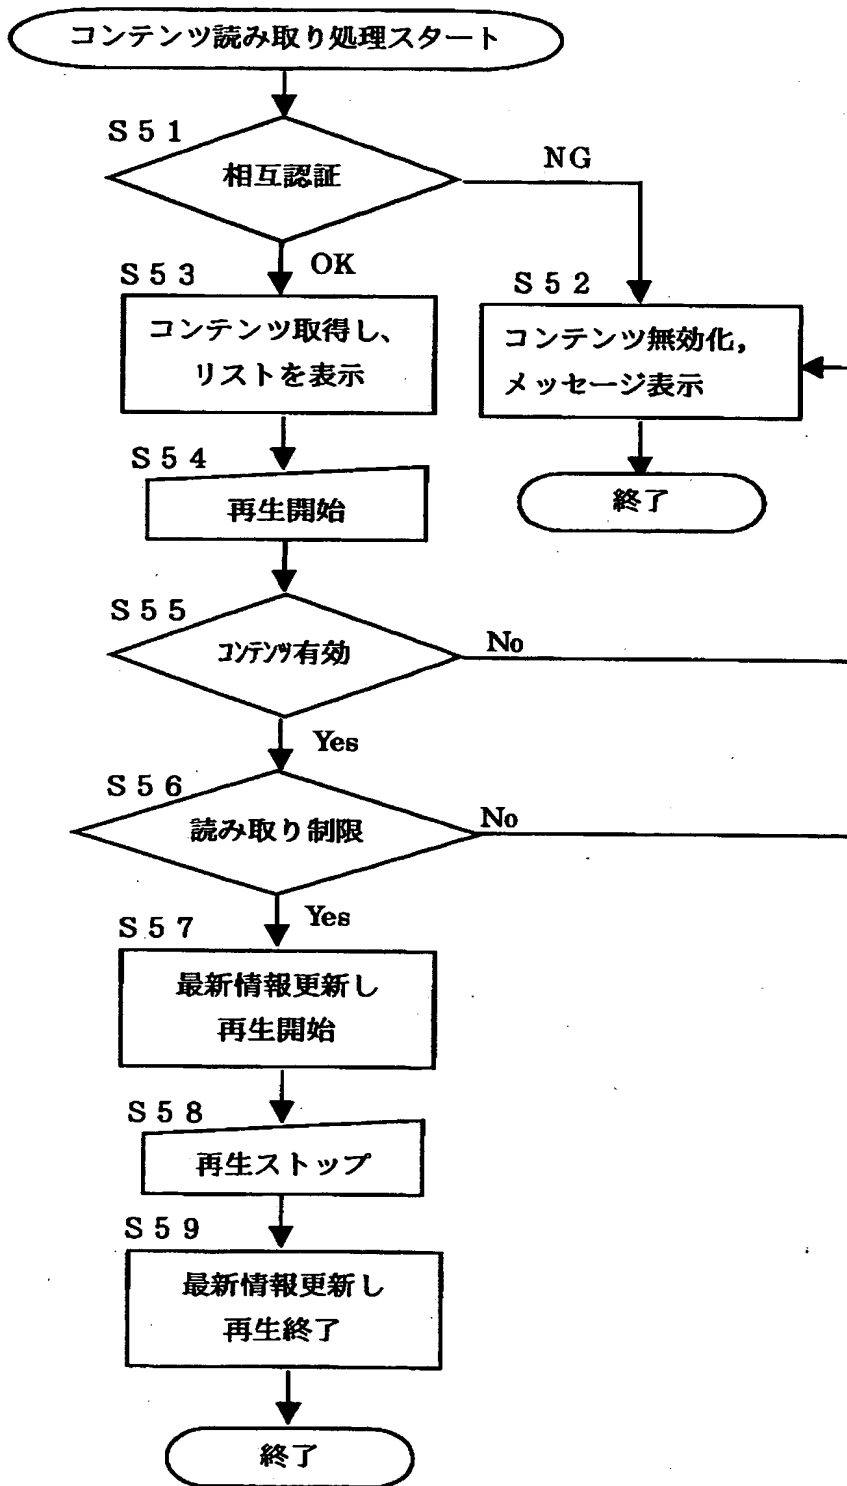 コンテンツ読み取り処理スタート
S51
相互認証
NG
OK
S53
コンテンツ取得し、
リストを表示
S52
コンテンツ無効化,
メッセージ表示
終了
S54
再生開始
S55
コンテンツ有効
No
Yes
S56
読み取り制限
No
Yes
S57
最新情報更新し
再生開始
S58
再生ストップ
S59
最新情報更新し
再生終了
終了